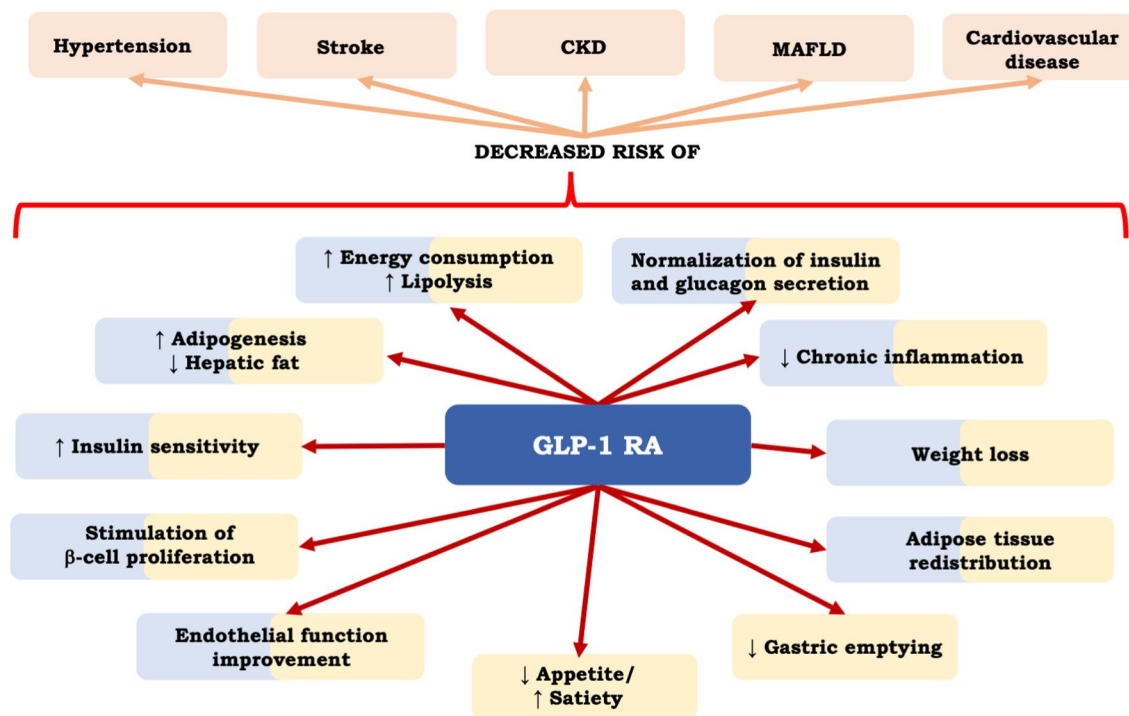 Hypertension
Stroke
CKD
MAFLD
Cardiovascular
disease
DECREASED RISK OF
↑ Energy consumption
↑ Lipolysis
Normalization of insulin
and glucagon secretion
↑ Adipogenesis
↓ Hepatic fat
↓ Chronic inflammation
↑ Insulin sensitivity
GLP-1 RA
Weight loss
Stimulation of
β-cell proliferation
Adipose tissue
redistribution
Endothelial function
improvement
↓ Appetite/
↑ Satiety
↓ Gastric emptying